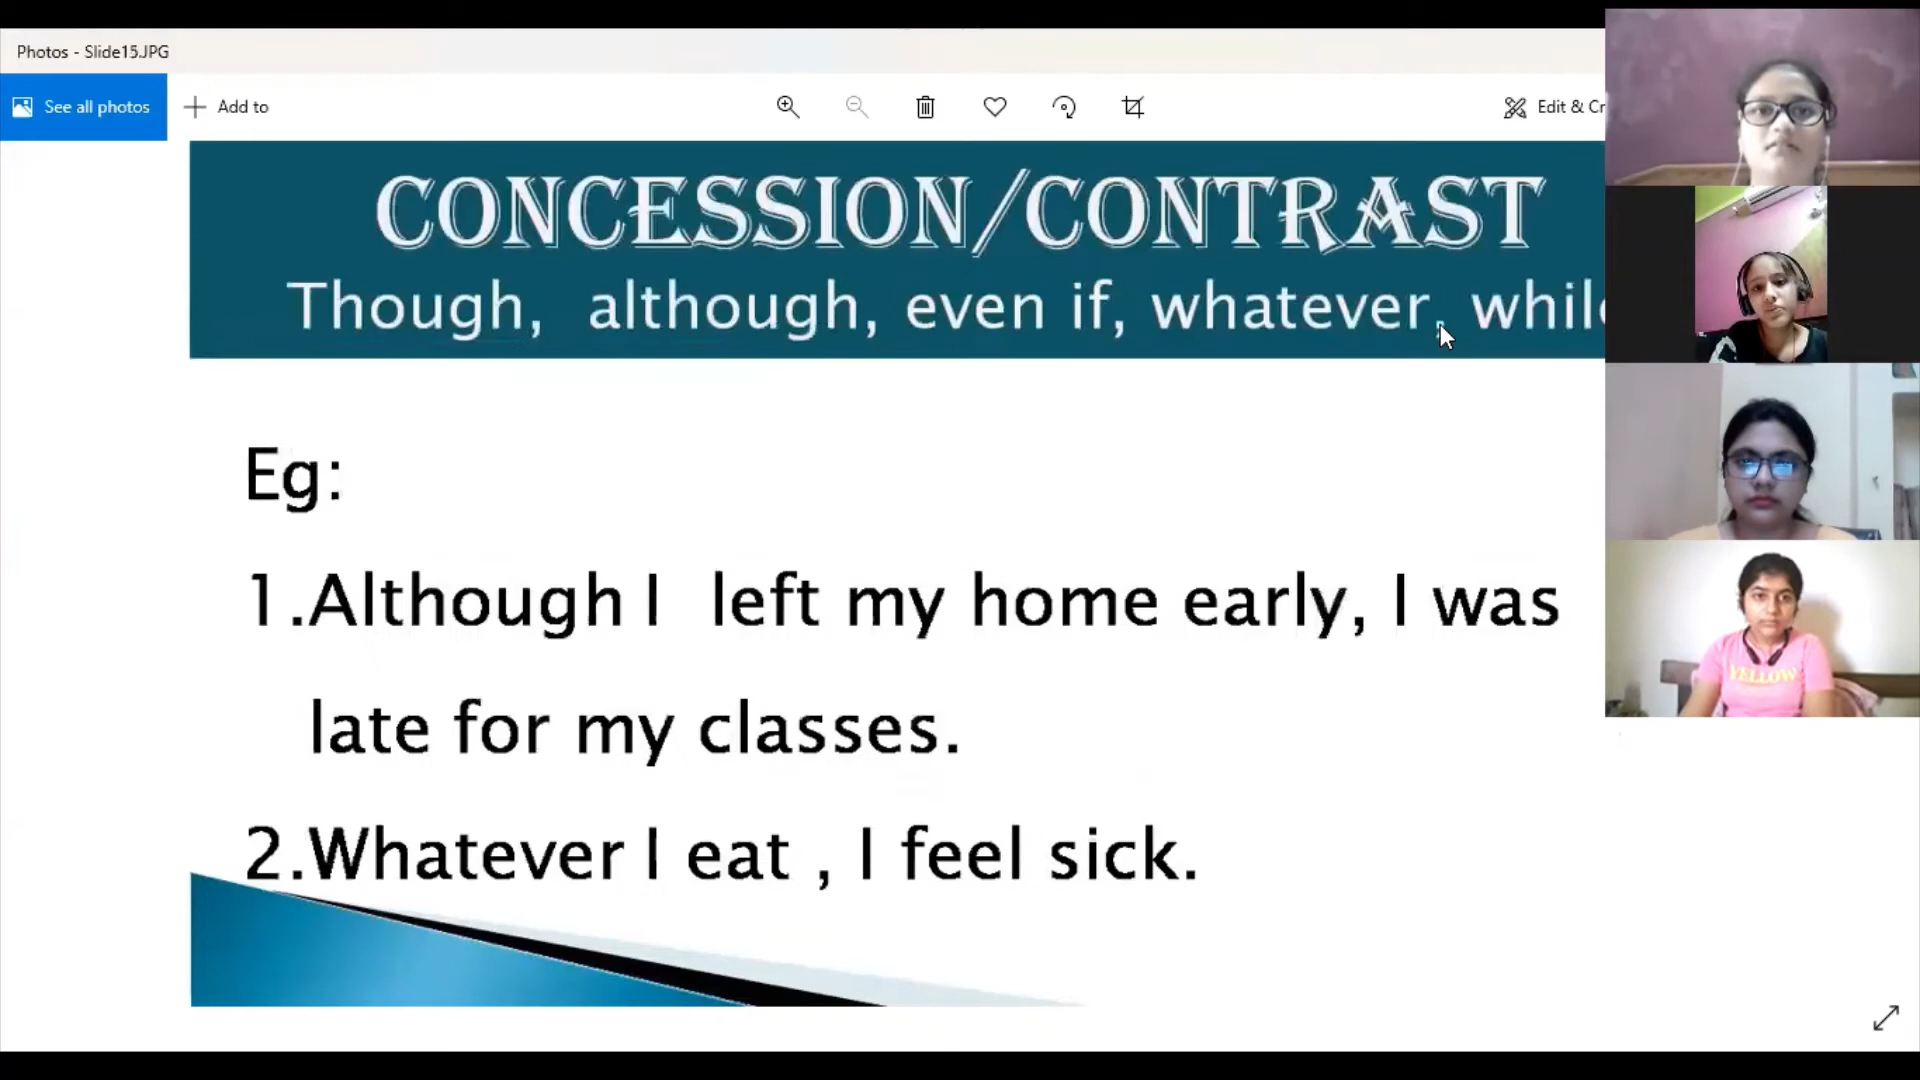 Photos - Slide15.JPG
See all photos
Add to
Edit & Cr
CONCESSION/CONTRAST
Though, although, even if, whatever, while
Eg:
1.Although I left my home early, I was
late for my classes.
2.Whatever I eat , I feel sick.
YELLOW